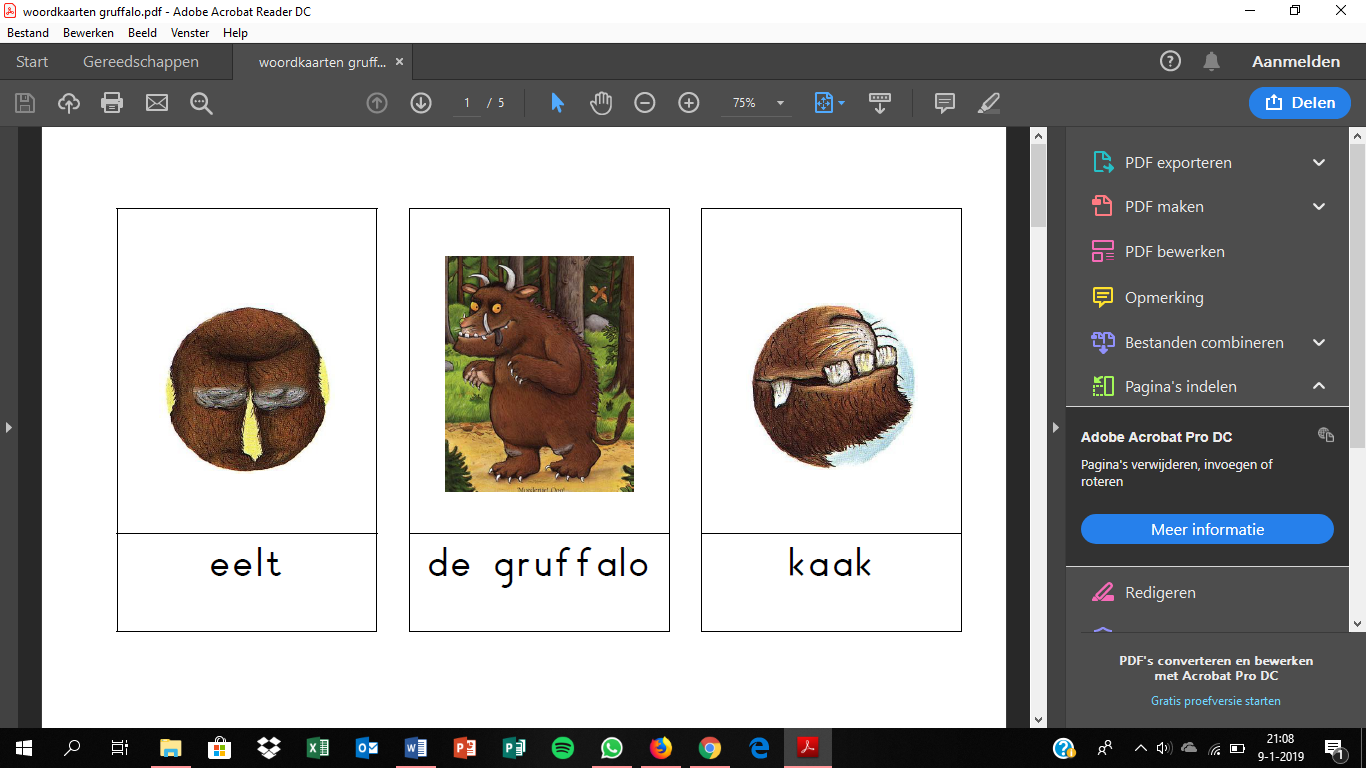 woordkaarten gruffalo.pdf - Adobe Acrobat Reader DC
Bestand Bewerken Beeld Venster Help
Start Gereedschappen woordkaarten gruff... × Aanmelden
1 / 5 75% Delen
PDF exporteren
PDF maken
PDF bewerken
Opmerking
Bestanden combineren
Pagina's indelen
Adobe Acrobat Pro DC
Pagina's verwijderen, invoegen of
roteren
Meer informatie
Redigeren
PDF's converteren en bewerken
met Acrobat Pro DC
Gratis proefversie starten
eelt
de gruffalo
kaak
21:08
9-1-2019
1